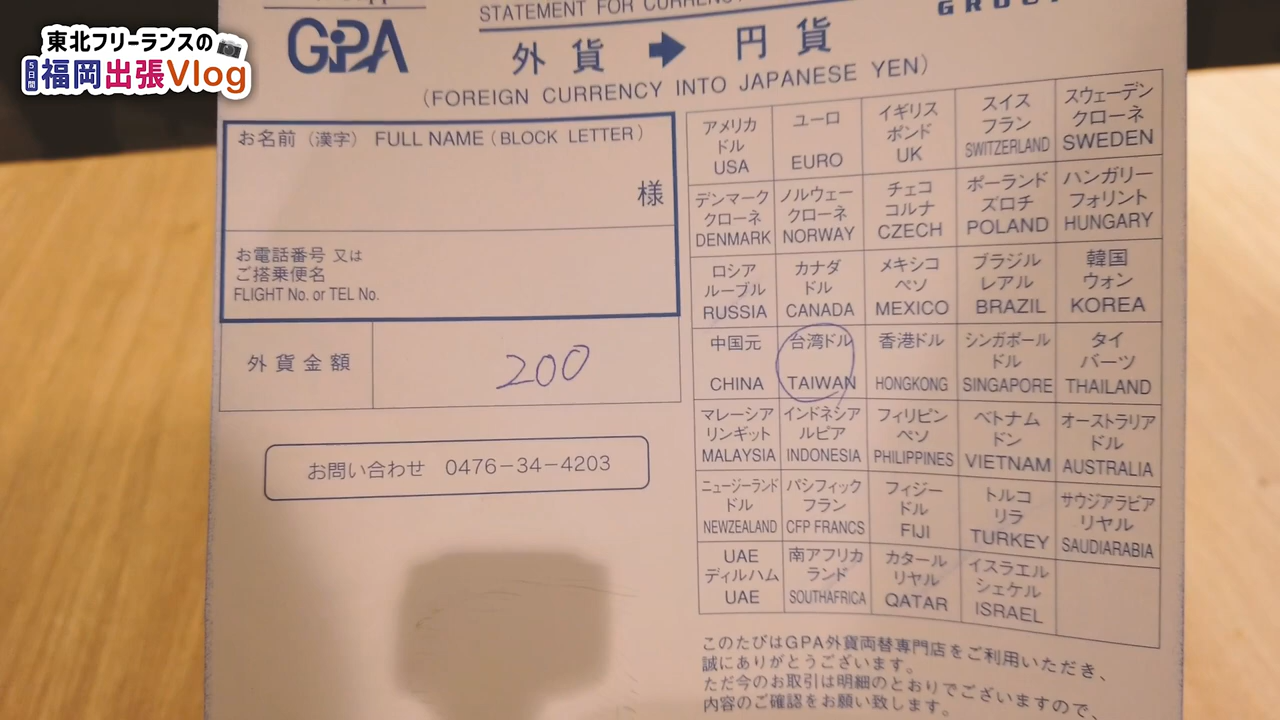 東北フリーランスの
5日間
福岡出張Vlog
STATEMENT FOR CURRENCY
GPA
外貨 → 円貨
(FOREIGN CURRENCY INTO JAPANESE YEN)
お名前(漢字) FULL NAME(BLOCK LETTER)
様
お電話番号 又は
ご搭乗便名
FLIGHT No. or TEL No.
外貨金額
200
お問い合わせ 0476-34-4203
アメリカ
ドル
USA
ユーロ
EURO
イギリス
ポンド
UK
スイス
フラン
SWITZERLAND
スウェーデン
クローネ
SWEDEN
デンマーク
クローネ
DENMARK
ノルウェー
クローネ
NORWAY
チェコ
コルナ
CZECH
ポーランド
ズロチ
POLAND
ハンガリー
フォリント
HUNGARY
ロシア
ルーブル
RUSSIA
カナダ
ドル
CANADA
メキシコ
ペソ
MEXICO
ブラジル
レアル
BRAZIL
韓国
ウォン
KOREA
中国元
CHINA
台湾ドル
TAIWAN
香港ドル
HONGKONG
シンガポール
ドル
SINGAPORE
タイ
バーツ
THAILAND
マレーシア
リンギット
MALAYSIA
インドネシア
ルピア
INDONESIA
フィリピン
ペソ
PHILIPPINES
ベトナム
ドン
VIETNAM
オーストラリア
ドル
AUSTRALIA
ニュージーランド
ドル
NEWZEALAND
パシフィック
フラン
CFP FRANCS
フィジー
ドル
FIJI
トルコ
リラ
TURKEY
サウジアラビア
リヤル
SAUDIARABIA
UAE
ディルハム
UAE
南アフリカ
ランド
SOUTHAFRICA
カタール
リヤル
QATAR
イスラエル
シェケル
ISRAEL
このたびはGPA外貨両替専門店をご利用いただき、
誠にありがとうございます。
ただ今のお取引は明細のとおりでございますので、
内容のご確認をお願い致します。